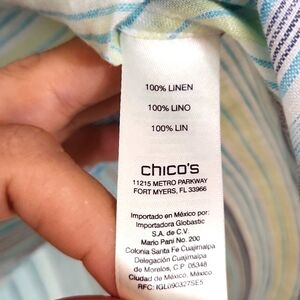 100% LINEN
100% LINO
100% LIN
chico's
11215 METRO PARKWAY
FORT MYERS, FL 33966
Importado en México por:
Importadora Globastic
S.A. de C.V.
Mario Pani No. 200
Colonia Santa Fe Cuajimalpa
Delegación Cuajimalpa
de Morelos, C.P. 05348
Ciudad de México, México
RFC: IGL090327SE5